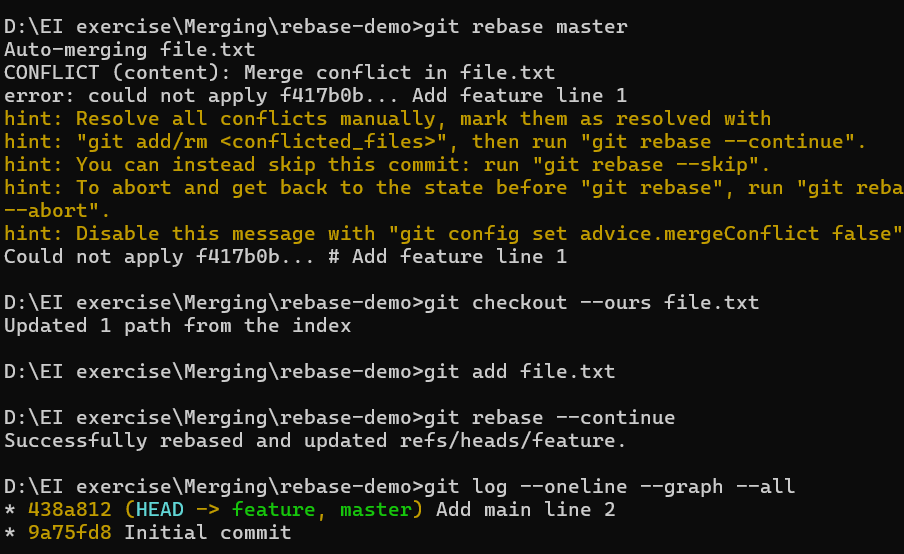 D:\EI exercise\Merging\rebase-demo>git rebase master
Auto-merging file.txt
CONFLICT (content): Merge conflict in file.txt
error: could not apply f417b0b... Add feature line 1
hint: Resolve all conflicts manually, mark them as resolved with
hint: "git add/rm <conflicted_files>", then run "git rebase --continue".
hint: You can instead skip this commit: run "git rebase --skip".
hint: To abort and get back to the state before "git rebase", run "git reba
--abort".
hint: Disable this message with "git config set advice.mergeConflict false"
Could not apply f417b0b... # Add feature line 1
D:\EI exercise\Merging\rebase-demo>git checkout --ours file.txt
Updated 1 path from the index
D:\EI exercise\Merging\rebase-demo>git add file.txt
D:\EI exercise\Merging\rebase-demo>git rebase --continue
Successfully rebased and updated refs/heads/feature.
D:\EI exercise\Merging\rebase-demo>git log --oneline --graph --all
* 438a812 (HEAD -> feature, master) Add main line 2
* 9a75fd8 Initial commit